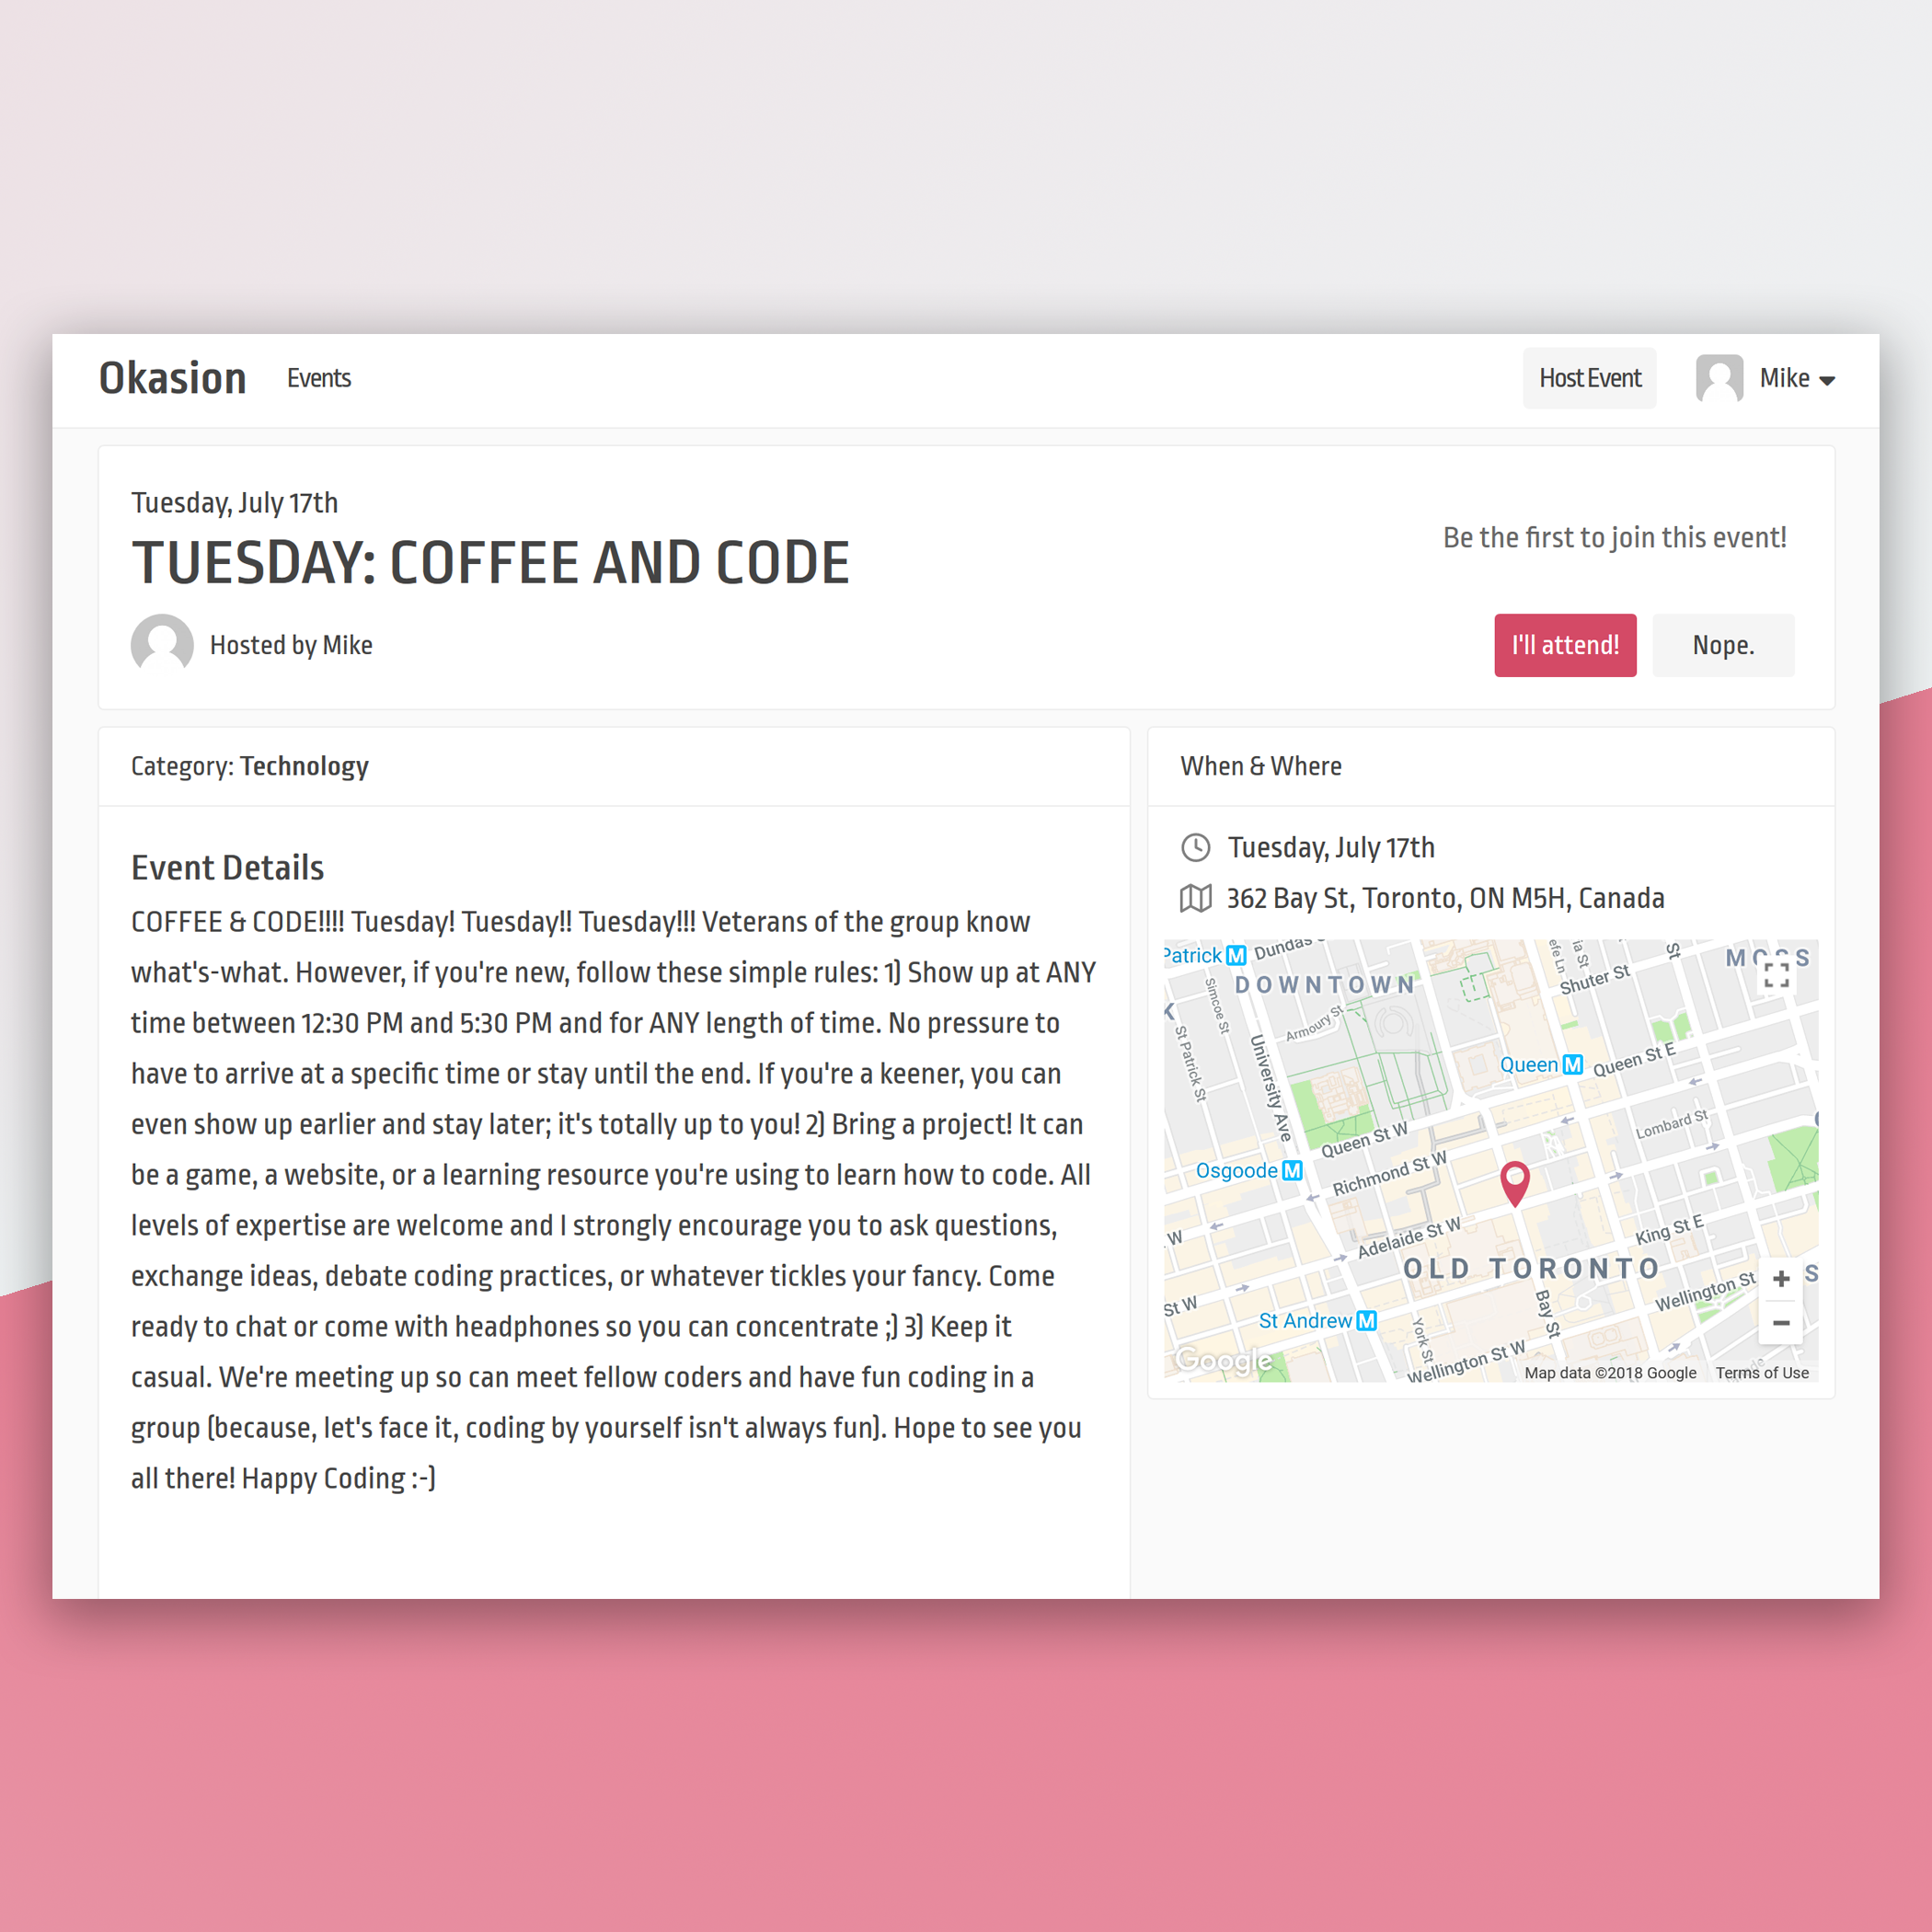 Okasion
Events
Host Event
Mike
Tuesday, July 17th
TUESDAY: COFFEE AND CODE
Hosted by Mike
Be the first to join this event!
I'll attend!
Nope.
Category: Technology
Event Details
COFFEE & CODE!!!! Tuesday! Tuesday!! Tuesday!!! Veterans of the group know
what's-what. However, if you're new, follow these simple rules: 1) Show up at ANY
time between 12:30 PM and 5:30 PM and for ANY length of time. No pressure to
have to arrive at a specific time or stay until the end. If you're a keener, you can
even show up earlier and stay later; it's totally up to you! 2) Bring a project! It can
be a game, a website, or a learning resource you're using to learn how to code. All
levels of expertise are welcome and I strongly encourage you to ask questions,
exchange ideas, debate coding practices, or whatever tickles your fancy. Come
ready to chat or come with headphones so you can concentrate ;) 3) Keep it
casual. We're meeting up so can meet fellow coders and have fun coding in a
group (because, let's face it, coding by yourself isn't always fun). Hope to see you
all there! Happy Coding :-)
When & Where
Tuesday, July 17th
362 Bay St, Toronto, ON M5H, Canada
Patrick M
Dundas
DOWNTOWN
Simcoe St
St Patrick St
University Ave
Armoury St
Shuter St
St
Queen M
Queen St E
Lombard St
Queen St W
Osgoode M
Richmond St W
Adelaide St W
King St E
W
OLD TORONTO
St W
St Andrew M
York St
Bay St
Wellington St
Wellington St W
+
−
Google
Map data ©2018 Google
Terms of Use